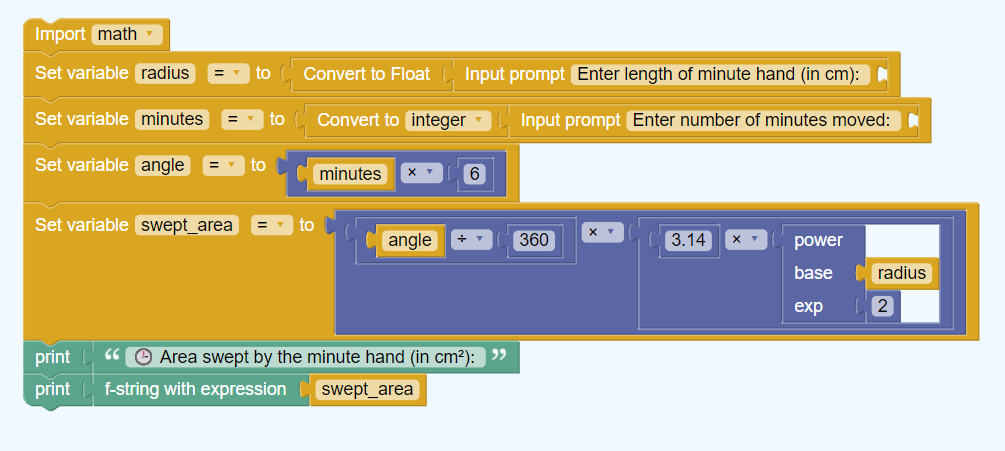 Import math
Set variable radius = to Convert to Float Input prompt Enter length of minute hand (in cm):
Set variable minutes = to Convert to integer Input prompt Enter number of minutes moved:
Set variable angle = to minutes × 6
Set variable swept_area = to angle ÷ 360 × 3.14 × power
base radius
exp 2
print “ 🕒 Area swept by the minute hand (in cm²): ”
print f-string with expression swept_area